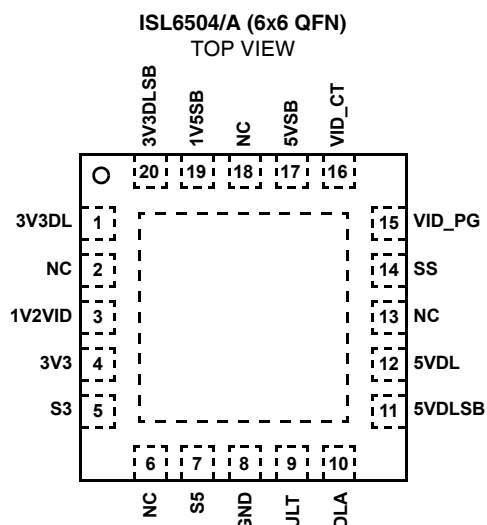 ISL6504/A (6x6 QFN)
TOP VIEW
3V3DLSB
1V5SB
NC
5VSB
VID_CT
20 19 18 17 16
3V3DL 1
NC 2
1V2VID 3
3V3 4
S3 5
15 VID_PG
14 SS
13 NC
12 5VDL
11 5VDLSB
6 7 8 9 10
NC
S5